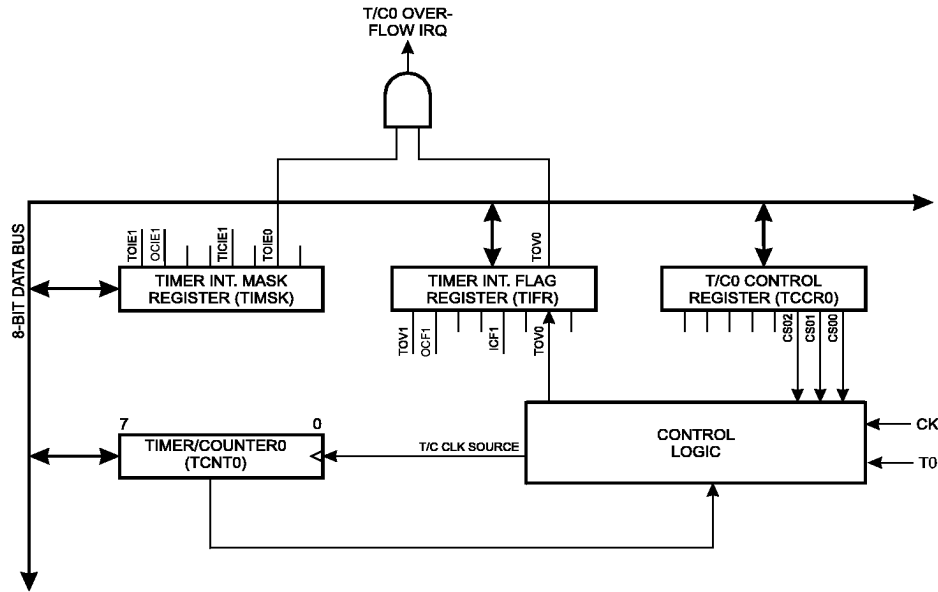 T/C0 OVER-
FLOW IRQ
8-BIT DATA BUS
TOIE1
OCIE1
TICIE1
TOIE0
TOV0
TIMER INT. MASK
REGISTER (TIMSK)
TIMER INT. FLAG
REGISTER (TIFR)
T/C0 CONTROL
REGISTER (TCCR0)
TOV1
OCF1
ICF1
TOV0
CS02
CS01
CS00
7
0
TIMER/COUNTER0
(TCNT0)
T/C CLK SOURCE
CONTROL
LOGIC
CK
T0